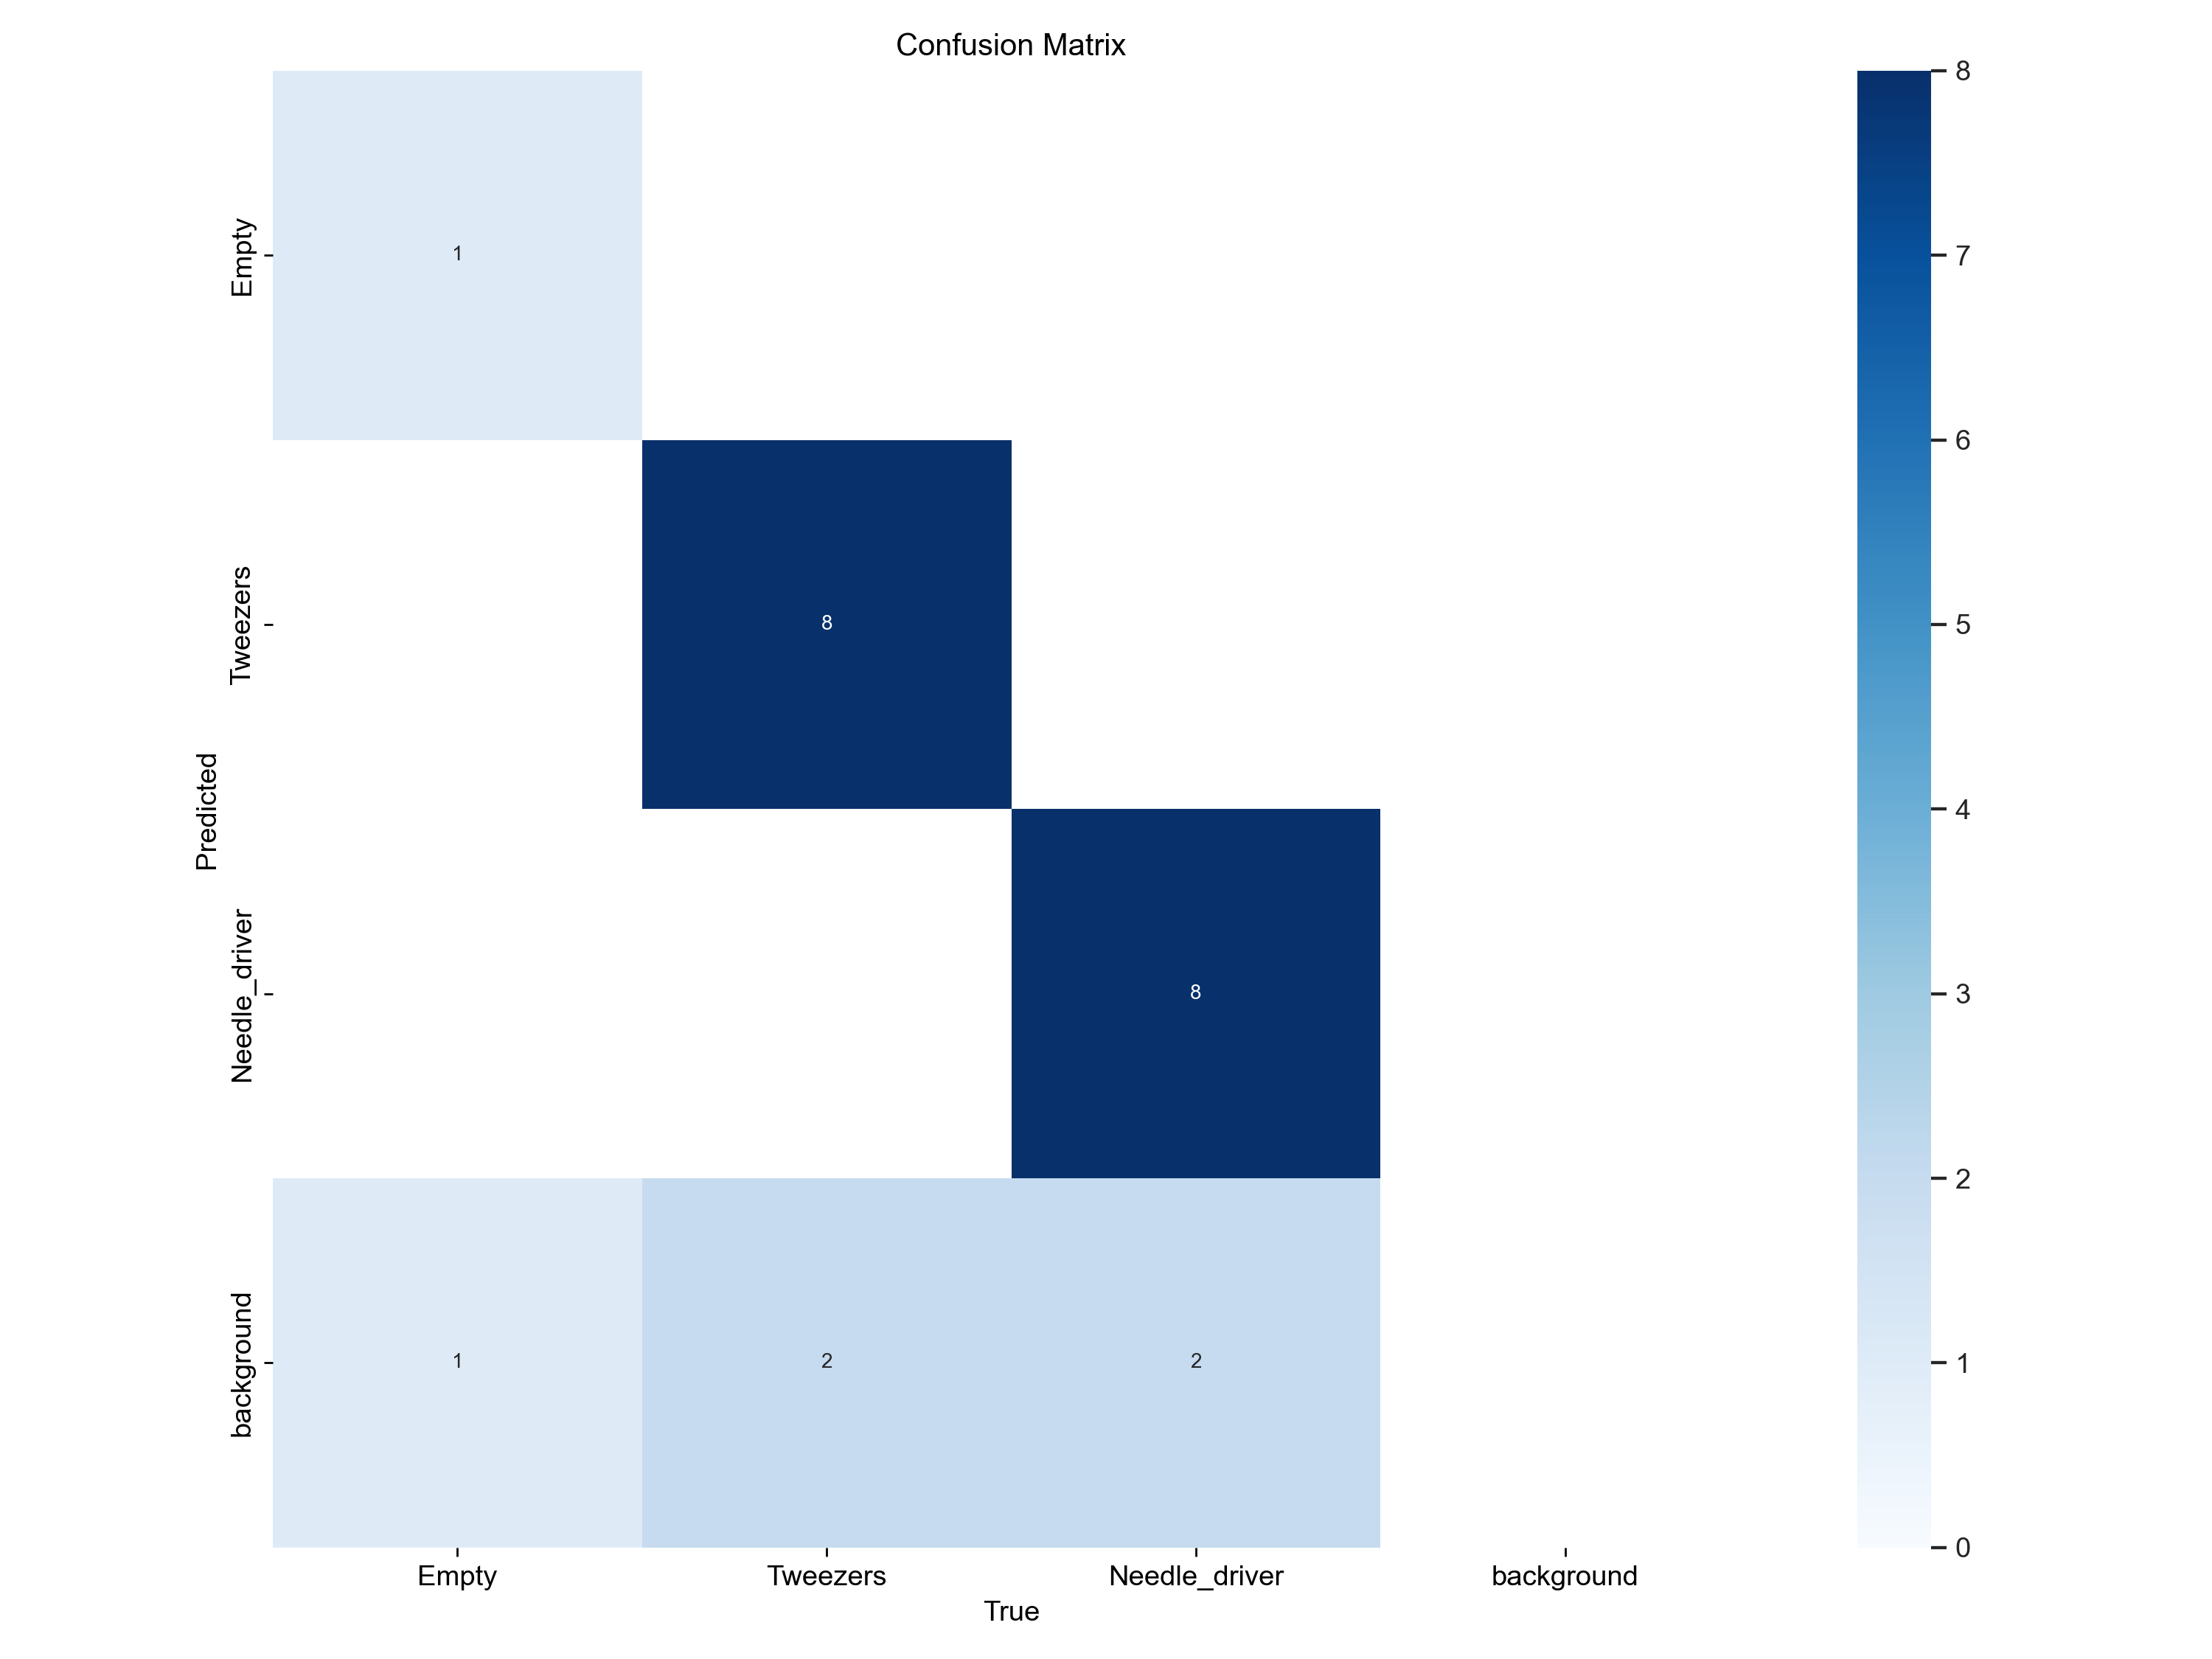 Confusion Matrix
Empty
Tweezers
Needle_driver
background
Predicted
1
8
8
1 2 2
Empty Tweezers Needle_driver background
True
8
7
6
5
4
3
2
1
0